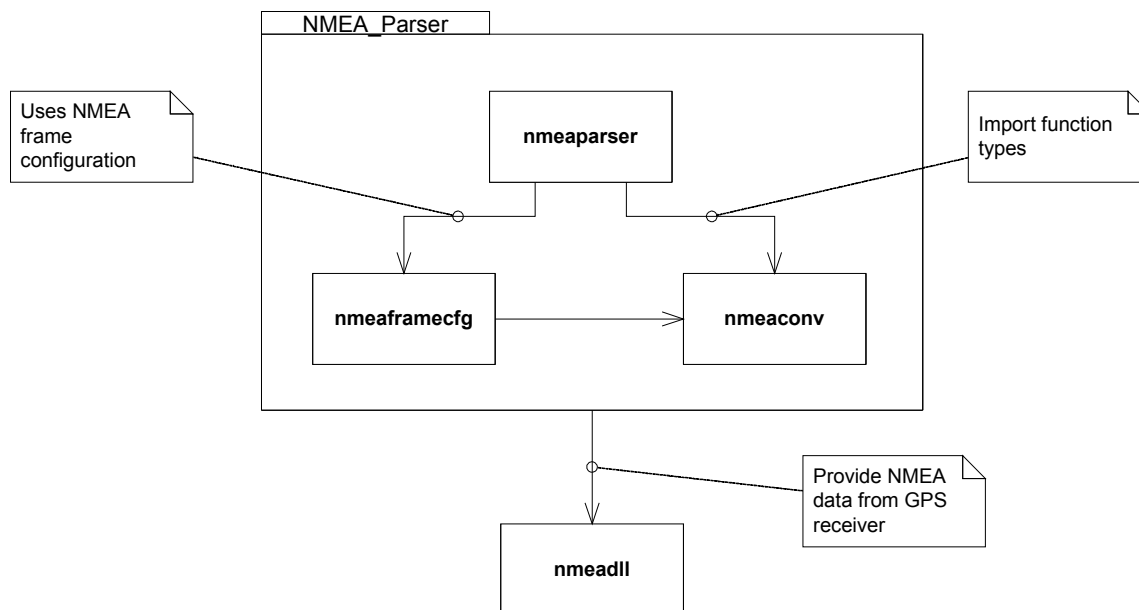 NMEA_Parser
Uses NMEA
frame
configuration
nmeaparser
Import function
types
nmeaframecfg
nmeaconv
Provide NMEA
data from GPS
receiver
nmeadll